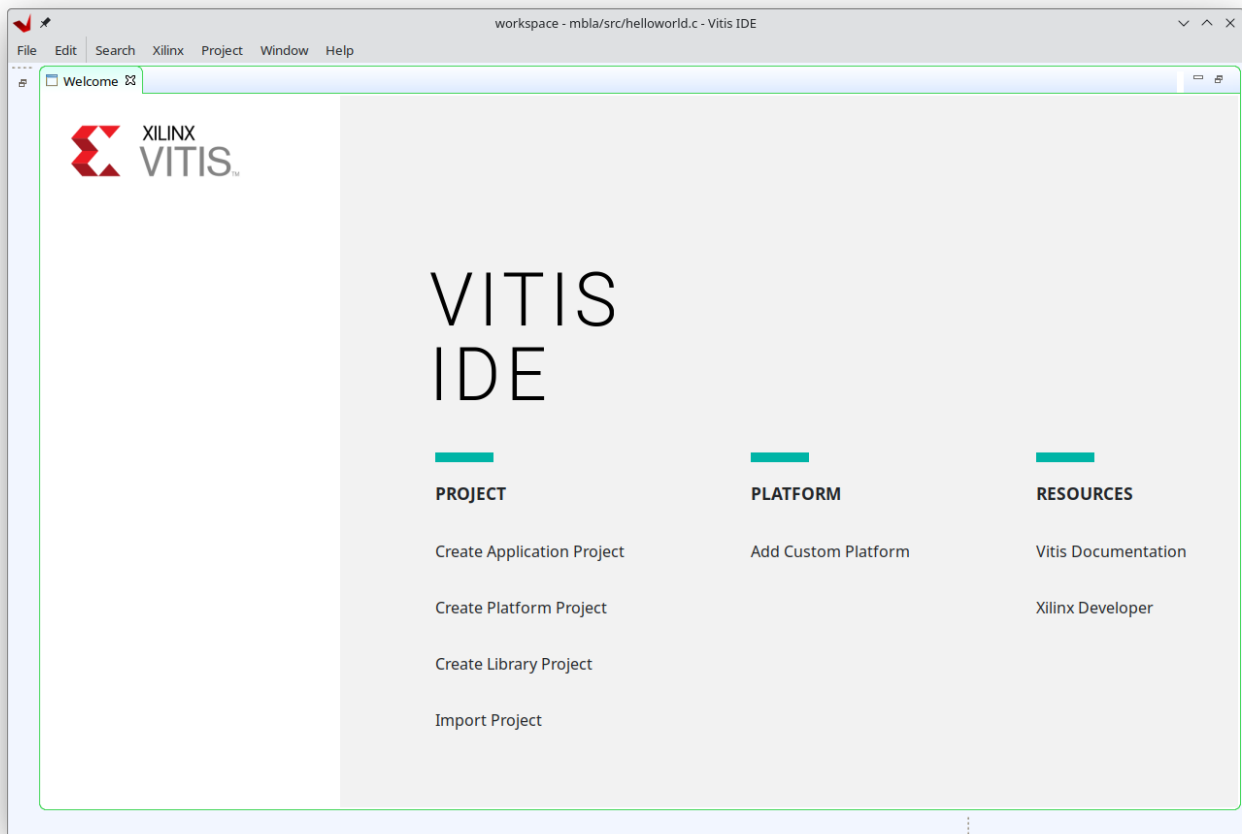 workspace - mbla/src/helloworld.c - Vitis IDE
File Edit Search Xilinx Project Window Help
Welcome
XILINX
VITIS™
VITIS
IDE
PROJECT PLATFORM RESOURCES
Create Application Project Add Custom Platform Vitis Documentation
Create Platform Project Xilinx Developer
Create Library Project
Import Project